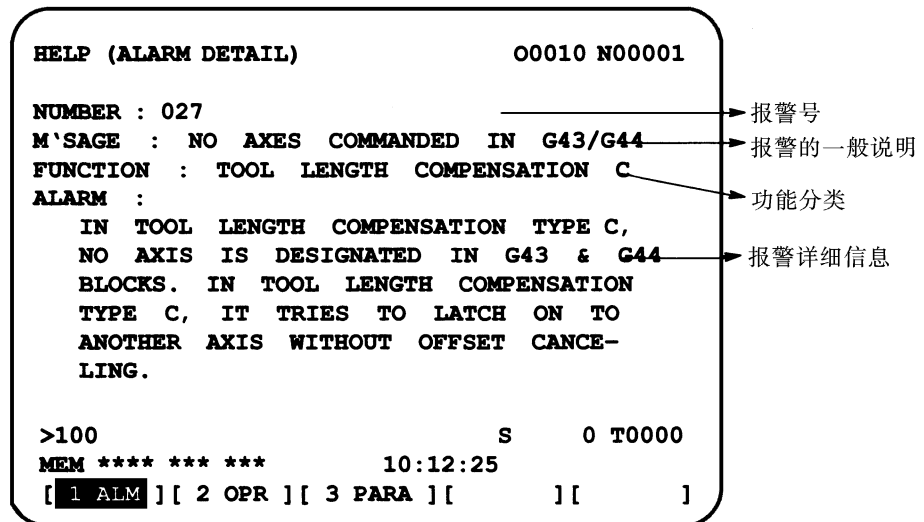 HELP (ALARM DETAIL) O0010 N00001
NUMBER : 027
报警号
M`SAGE : NO AXES COMMANDED IN G43/G44
报警的一般说明
FUNCTION : TOOL LENGTH COMPENSATION C
功能分类
ALARM :
IN TOOL LENGTH COMPENSATION TYPE C,
NO AXIS IS DESIGNATED IN G43 & G44
报警详细信息
BLOCKS. IN TOOL LENGTH COMPENSATION
TYPE C, IT TRIES TO LATCH ON TO
ANOTHER AXIS WITHOUT OFFSET CANCE-
LING.
>100 S 0 T0000
MEM **** *** *** 10:12:25
[ 1 ALM ][ 2 OPR ][ 3 PARA ][ ][ ]